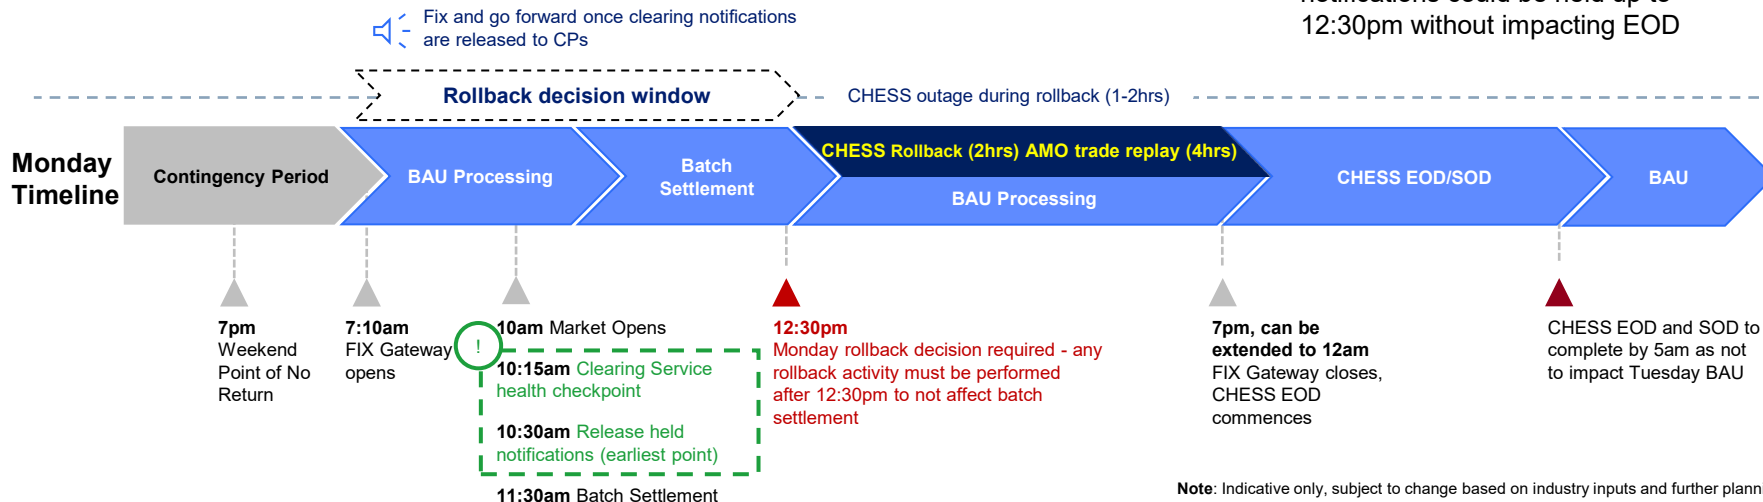 notifications could be held up to
12:30pm without impacting EOD
Fix and go forward once clearing notifications
are released to CPs
Rollback decision window
CHESS outage during rollback (1-2hrs)
Monday
Timeline
Contingency Period
BAU Processing
Batch
Settlement
CHESS Rollback (2hrs) AMO trade replay (4hrs)
BAU Processing
CHESS EOD/SOD
BAU
7pm
Weekend
Point of No
Return
7:10am
FIX Gateway
opens
!
10am Market Opens
10:15am Clearing Service
health checkpoint
10:30am Release held
notifications (earliest point)
11:30am Batch Settlement
12:30pm
Monday rollback decision required - any
rollback activity must be performed
after 12:30pm to not affect batch
settlement
7pm, can be
extended to 12am
FIX Gateway closes,
CHESS EOD
commences
CHESS EOD and SOD to
complete by 5am as not
to impact Tuesday BAU
Note: Indicative only, subject to change based on industry inputs and further plann